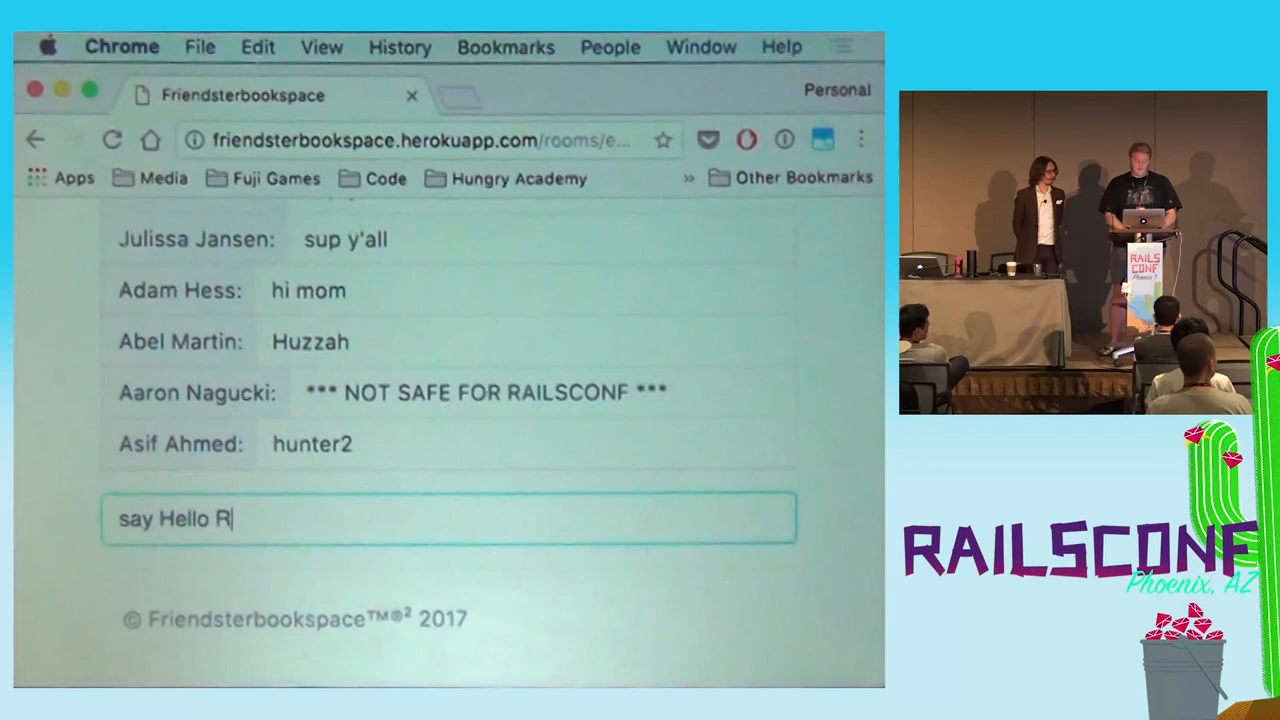 Chrome File Edit View History Bookmarks People Window Help
Friendsterbookspace
Personal
friendsterbookspace.herokuapp.com/rooms/e...
Apps Media Fuji Games Code Hungry Academy » Other Bookmarks
Julissa Jansen: sup y'all
Adam Hess: hi mom
Abel Martin: Huzzah
Aaron Nagucki: *** NOT SAFE FOR RAILSCONF ***
Asif Ahmed: hunter2
say Hello R
© Friendsterbookspace™®² 2017
RAILS
CONF
RAILSCONF
Phoenix, AZ